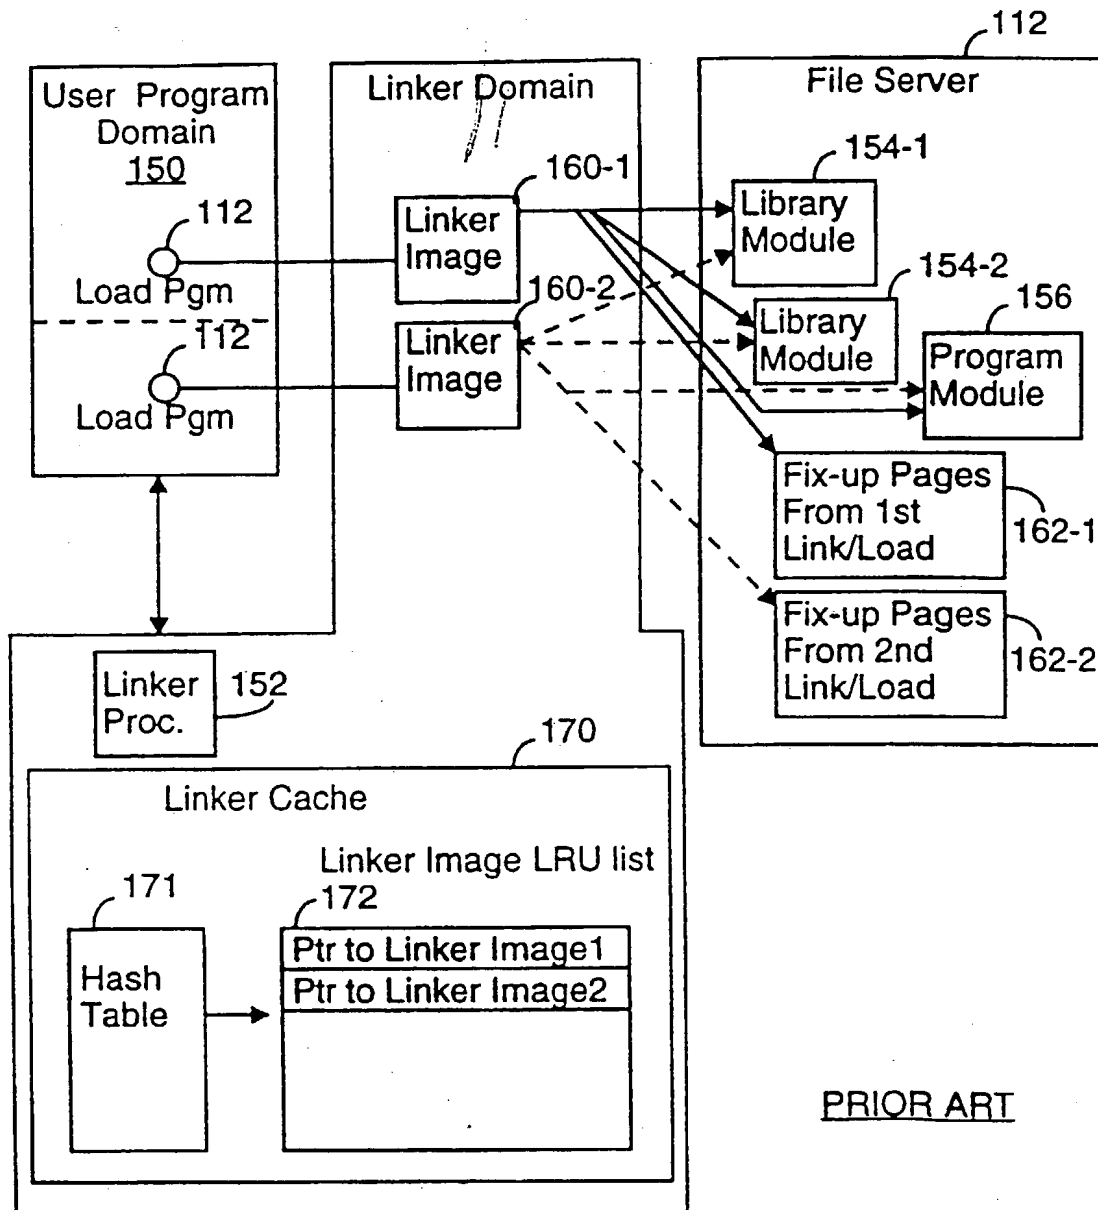 112
User Program
Domain
150
112
Load Pgm
112
Load Pgm
Linker Domain
160-1
Linker
Image
160-2
Linker
Image
File Server
154-1
Library
Module
154-2
Library
Module
156
Program
Module
Fix-up Pages
From 1st
Link/Load
162-1
Fix-up Pages
From 2nd
Link/Load
162-2
Linker
Proc.
152
170
Linker Cache
Linker Image LRU list
171
172
Hash
Table
Ptr to Linker Image1
Ptr to Linker Image2
PRIOR ART